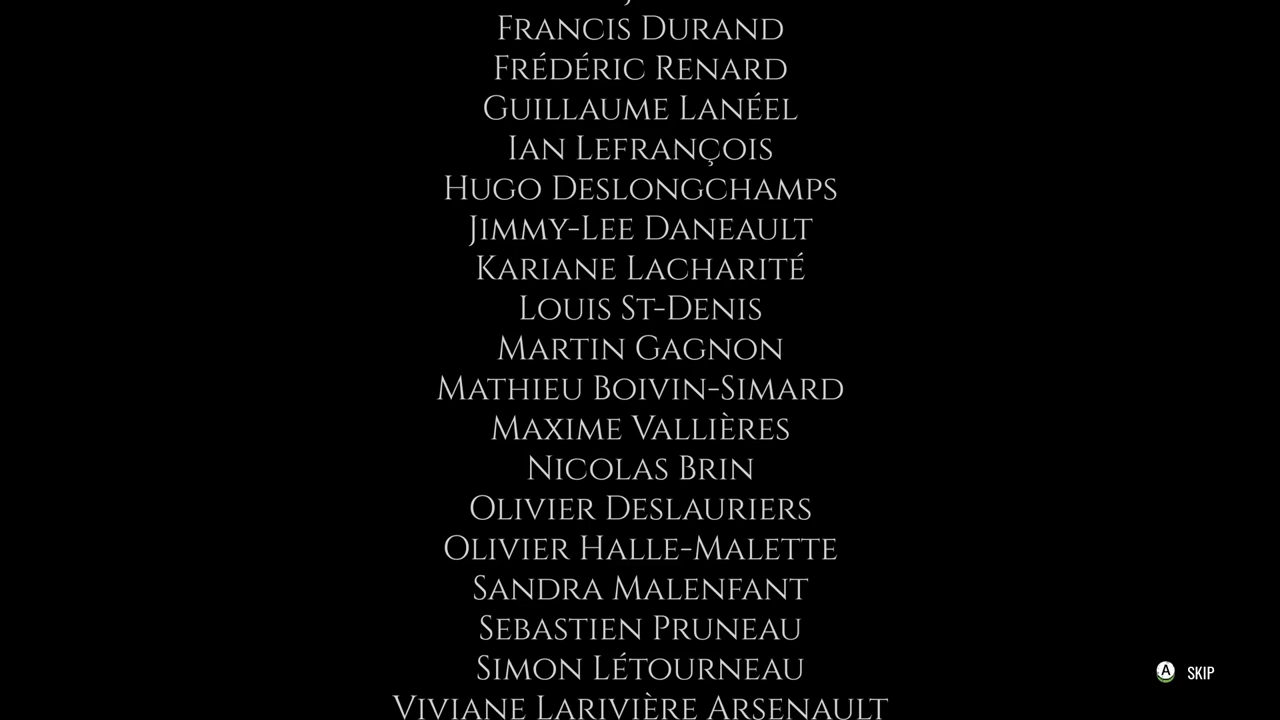 Francis Durand
Frédéric Renard
Guillaume Lanéel
Ian Lefrançois
Hugo Deslongchamps
Jimmy-Lee Daneault
Kariane Lacharité
Louis St-Denis
Martin Gagnon
Mathieu Boivin-Simard
Maxime Vallières
Nicolas Brin
Olivier Deslauriers
Olivier Halle-Malette
Sandra Malenfant
Sebastien Pruneau
Simon Létourneau
A SKIP
Viviane Larivière Arsenault